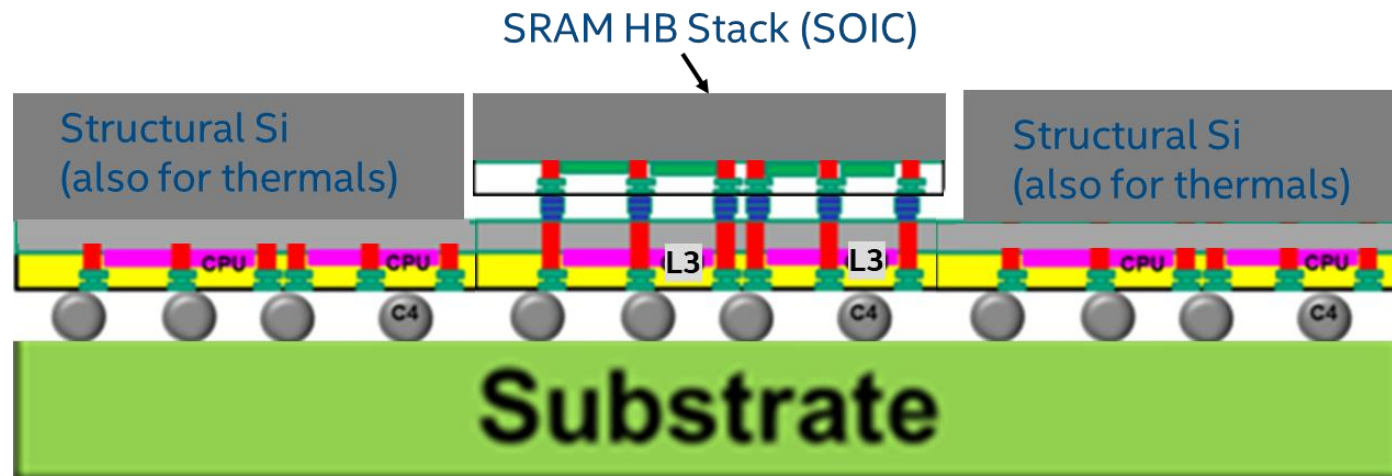 SRAM HB Stack (SOIC)
Structural Si
(also for thermals)
Structural Si
(also for thermals)
CPU
CPU
L3
L3
CPU
CPU
C4
C4
C4
Substrate